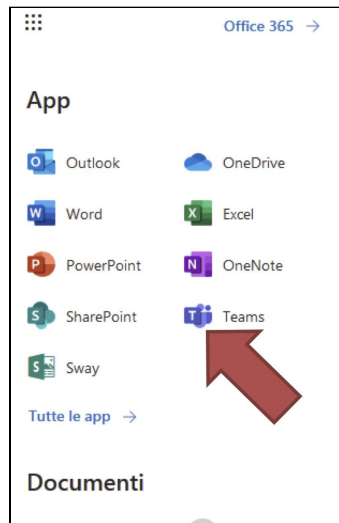 Office 365 →
App
Outlook OneDrive
Word Excel
PowerPoint OneNote
SharePoint Teams
Sway
Tutte le app →
Documenti